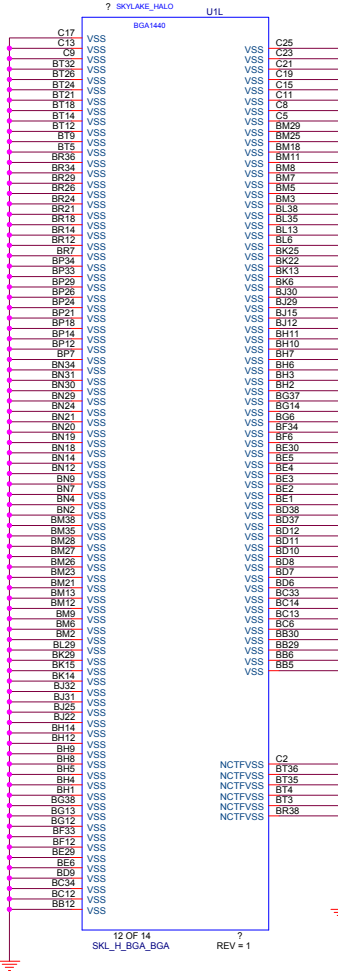 ? SKYLAKE_HALO
U1L
BGA1440
C17 VSS
C13 VSS
C9 VSS
BT32 VSS
BT26 VSS
BT24 VSS
BT21 VSS
BT18 VSS
BT14 VSS
BT12 VSS
BT9 VSS
BT5 VSS
BR36 VSS
BR34 VSS
BR29 VSS
BR26 VSS
BR24 VSS
BR21 VSS
BR18 VSS
BR14 VSS
BR12 VSS
BR7 VSS
BP34 VSS
BP33 VSS
BP29 VSS
BP26 VSS
BP24 VSS
BP21 VSS
BP18 VSS
BP14 VSS
BP12 VSS
BP7 VSS
BN34 VSS
BN31 VSS
BN30 VSS
BN29 VSS
BN24 VSS
BN21 VSS
BN20 VSS
BN19 VSS
BN18 VSS
BN14 VSS
BN12 VSS
BN9 VSS
BN7 VSS
BN4 VSS
BN2 VSS
BM38 VSS
BM35 VSS
BM28 VSS
BM27 VSS
BM26 VSS
BM23 VSS
BM21 VSS
BM13 VSS
BM12 VSS
BM9 VSS
BM6 VSS
BM2 VSS
BL29 VSS
BK29 VSS
BK15 VSS
BK14 VSS
BJ32 VSS
BJ31 VSS
BJ25 VSS
BJ22 VSS
BH14 VSS
BH12 VSS
BH9 VSS
BH8 VSS
BH5 VSS
BH4 VSS
BH1 VSS
BG38 VSS
BG13 VSS
BG12 VSS
BF33 VSS
BF12 VSS
BE29 VSS
BE6 VSS
BD9 VSS
BC34 VSS
BC12 VSS
BB12 VSS
VSS C25
VSS C23
VSS C21
VSS C19
VSS C15
VSS C11
VSS C8
VSS C5
VSS BM29
VSS BM25
VSS BM18
VSS BM11
VSS BM8
VSS BM7
VSS BM5
VSS BM3
VSS BL38
VSS BL35
VSS BL13
VSS BL6
VSS BK25
VSS BK22
VSS BK13
VSS BK6
VSS BJ30
VSS BJ29
VSS BJ15
VSS BJ12
VSS BH11
VSS BH10
VSS BH7
VSS BH6
VSS BH3
VSS BH2
VSS BG37
VSS BG14
VSS BG6
VSS BF34
VSS BF6
VSS BE30
VSS BE5
VSS BE4
VSS BE3
VSS BE2
VSS BE1
VSS BD38
VSS BD37
VSS BD12
VSS BD11
VSS BD10
VSS BD8
VSS BD7
VSS BD6
VSS BC33
VSS BC14
VSS BC13
VSS BC6
VSS BB30
VSS BB29
VSS BB6
VSS BB5
NCTFVSS C2
NCTFVSS BT36
NCTFVSS BT35
NCTFVSS BT4
NCTFVSS BT3
NCTFVSS BR38
12 OF 14 ?
SKL_H_BGA_BGA REV = 1